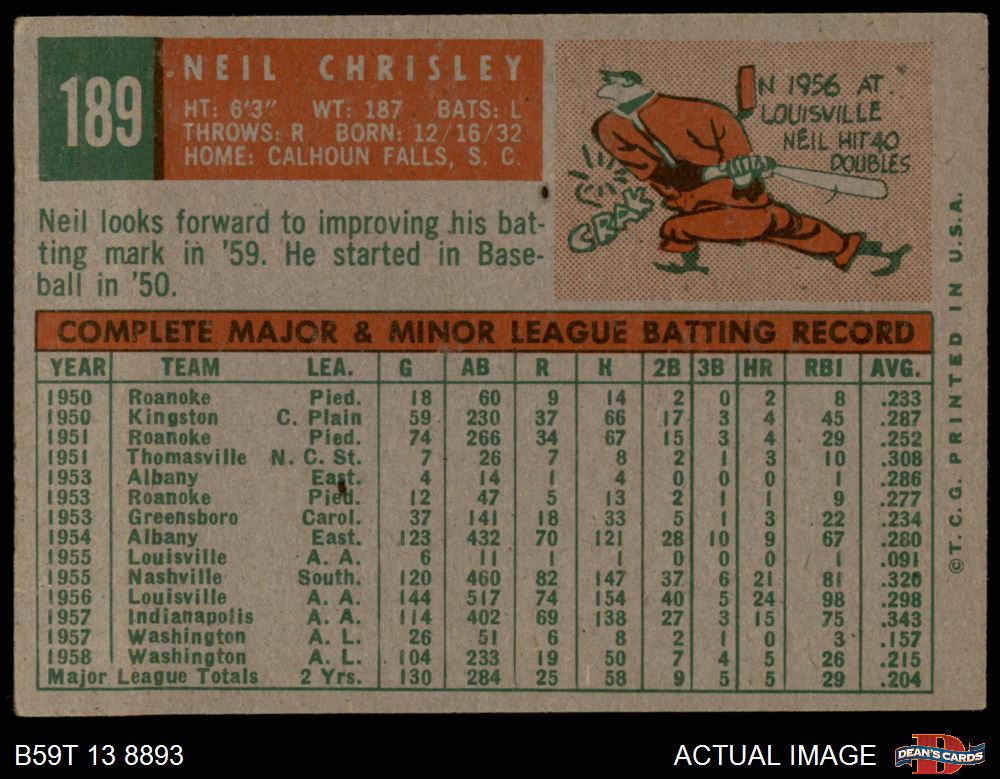 189
NEIL CHRISLEY
HT: 6'3" WT: 187 BATS: L
THROWS: R BORN: 12/16/32
HOME: CALHOUN FALLS, S. C.
IN 1956 AT
LOUISVILLE
NEIL HIT 40
DOUBLES
CRAK
Neil looks forward to improving his bat-
ting mark in '59. He started in Base-
ball in '50.
COMPLETE MAJOR & MINOR LEAGUE BATTING RECORD
YEAR TEAM LEA. G AB R H 2B 3B HR RBI AVG.
1950 Roanoke Pied. 18 60 9 14 2 0 2 8 .233
1950 Kingston C. Plain 59 230 37 66 17 3 4 45 .287
1951 Roanoke Pied. 74 266 34 67 15 3 4 29 .252
1951 Thomasville N. C. St. 7 26 7 8 2 1 3 10 .308
1953 Albany East. 4 14 1 4 0 0 0 1 .286
1953 Roanoke Pied. 12 47 5 13 2 1 1 9 .277
1953 Greensboro Carol. 37 141 18 33 5 1 3 22 .234
1954 Albany East. 123 432 70 121 28 10 9 67 .280
1955 Louisville A. A. 6 11 1 1 0 0 0 1 .091
1955 Nashville South. 120 460 82 147 37 6 21 81 .320
1956 Louisville A. A. 144 517 74 154 40 5 24 98 .298
1957 Indianapolis A. A. 114 402 69 138 27 3 15 75 .343
1957 Washington A. L. 26 51 6 8 2 1 0 3 .157
1958 Washington A. L. 104 233 19 50 7 4 5 26 .215
Major League Totals 2 Yrs. 130 284 25 58 9 5 5 29 .204
©T. C. G. PRINTED IN U.S.A.
B59T 13 8893
ACTUAL IMAGE
DEAN'S CARDS